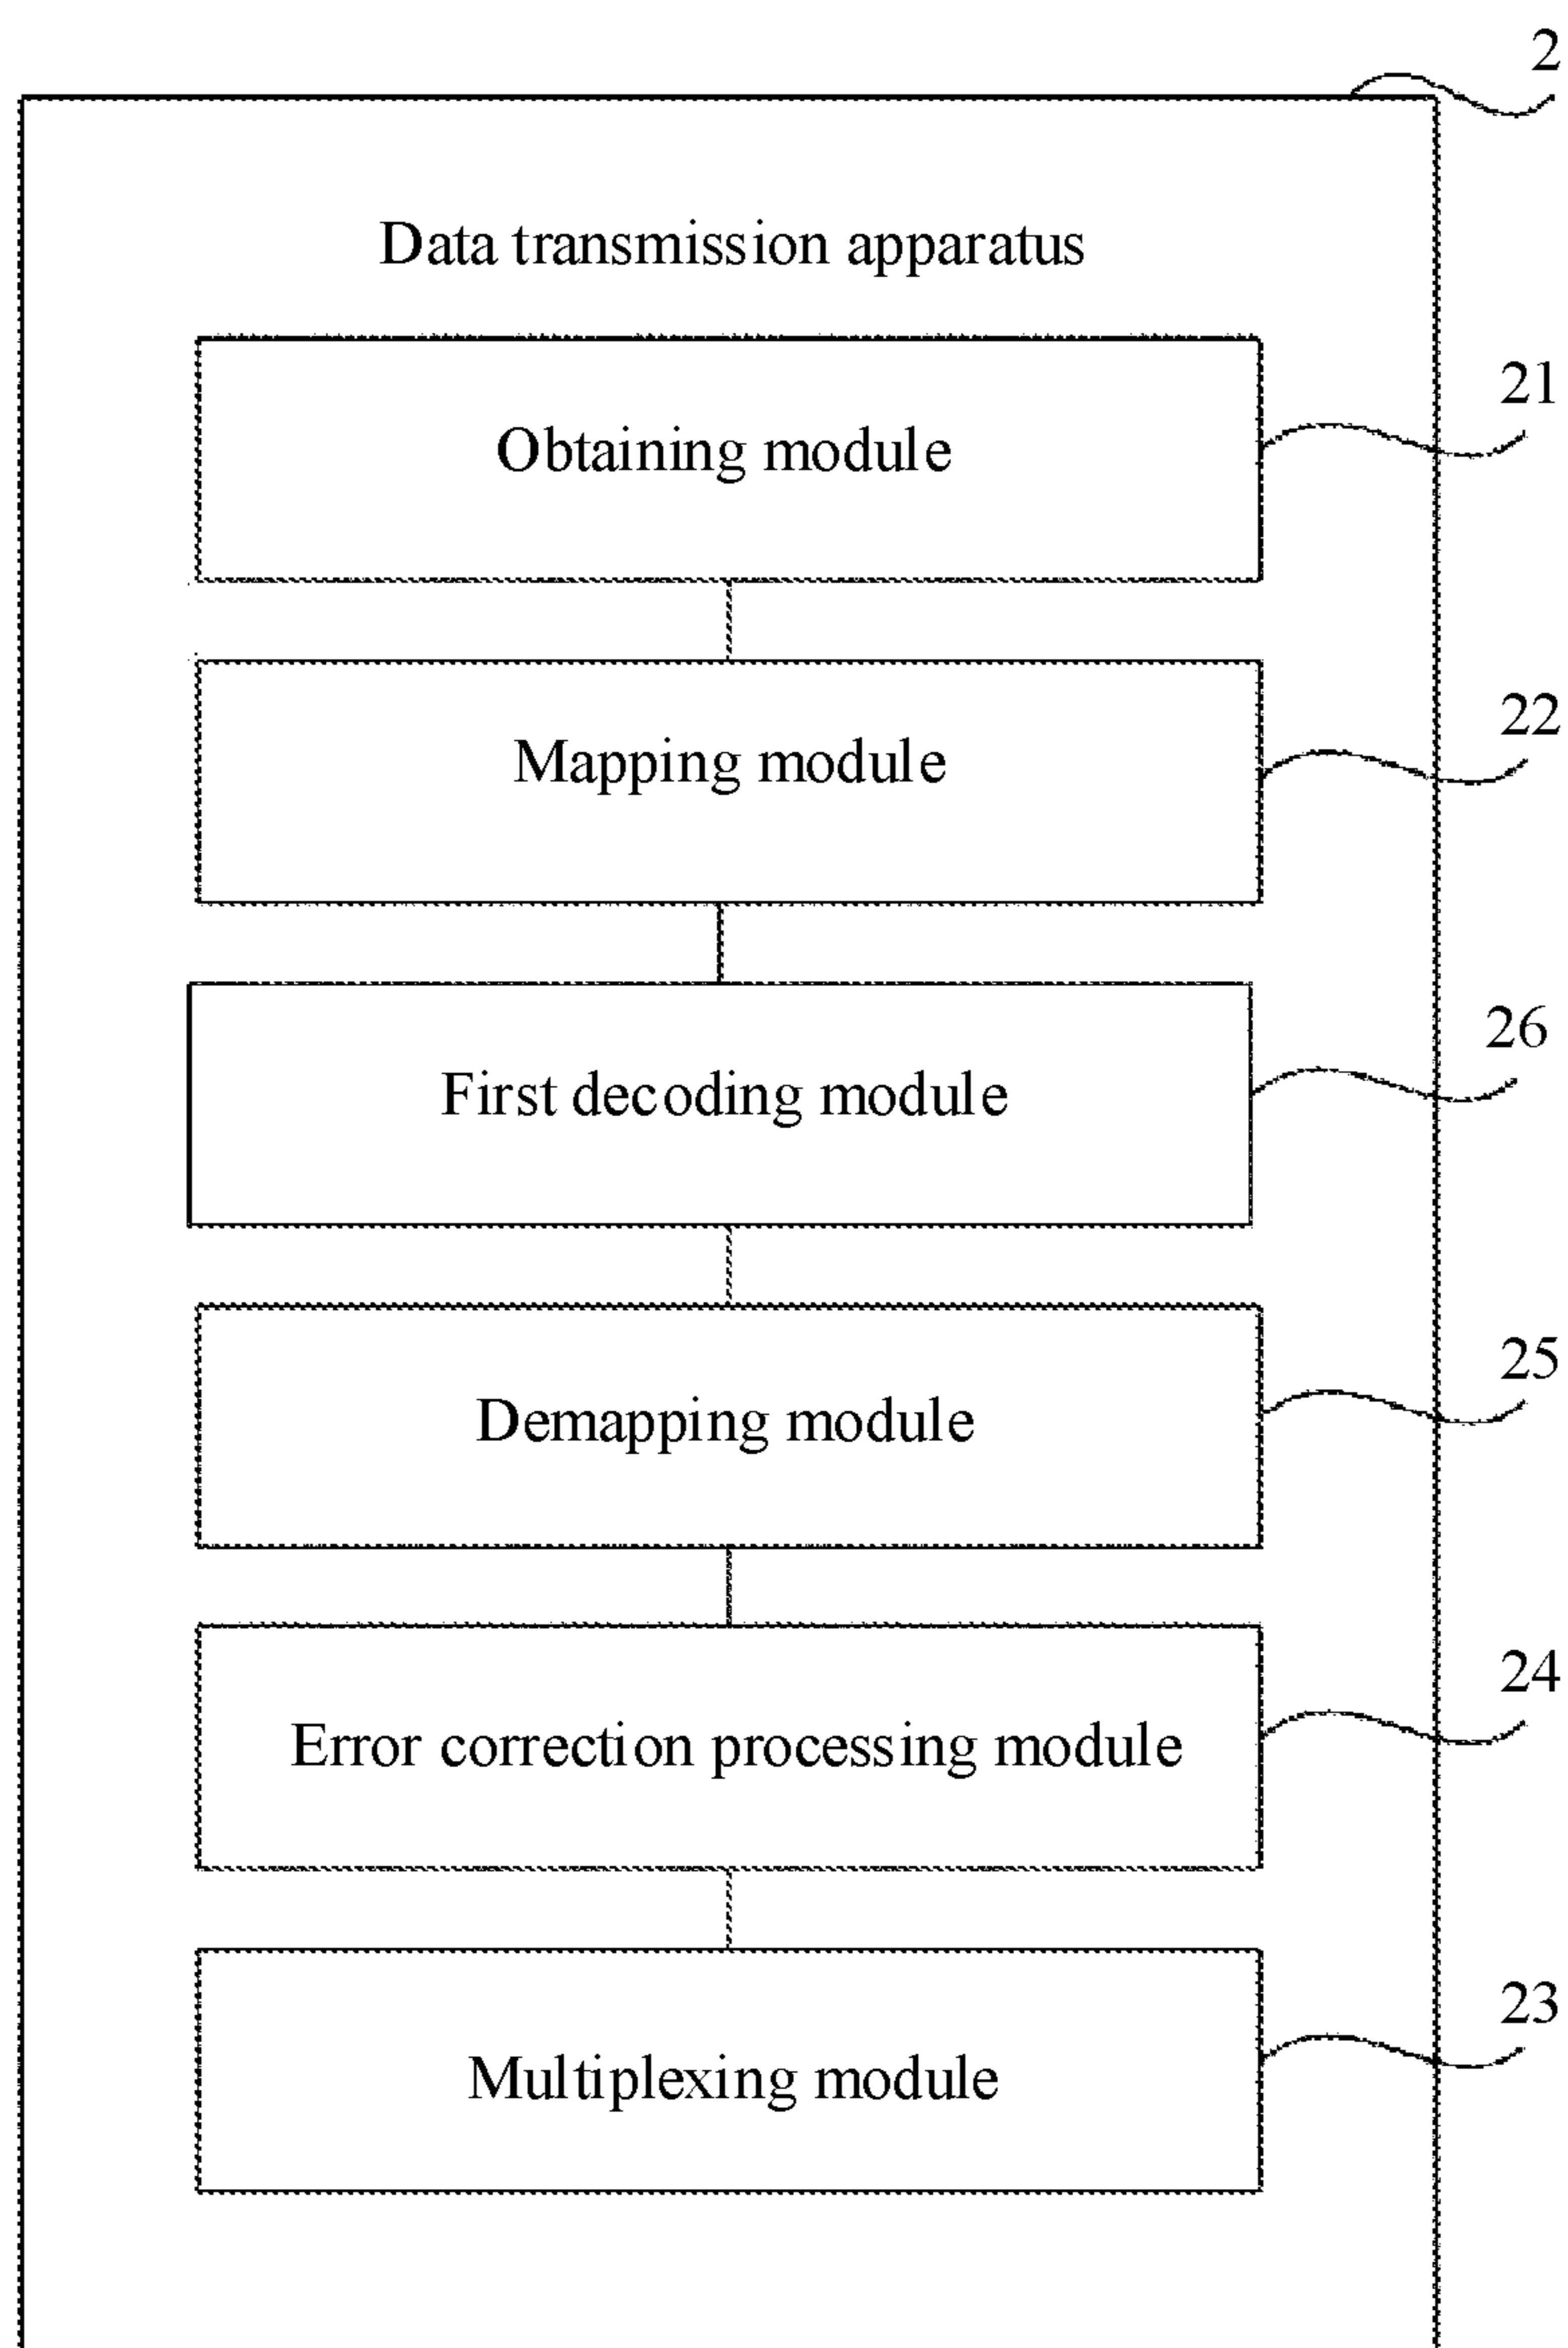 2
Data transmission apparatus
21
Obtaining module
22
Mapping module
26
First decoding module
25
Demapping module
24
Error correction processing module
23
Multiplexing module